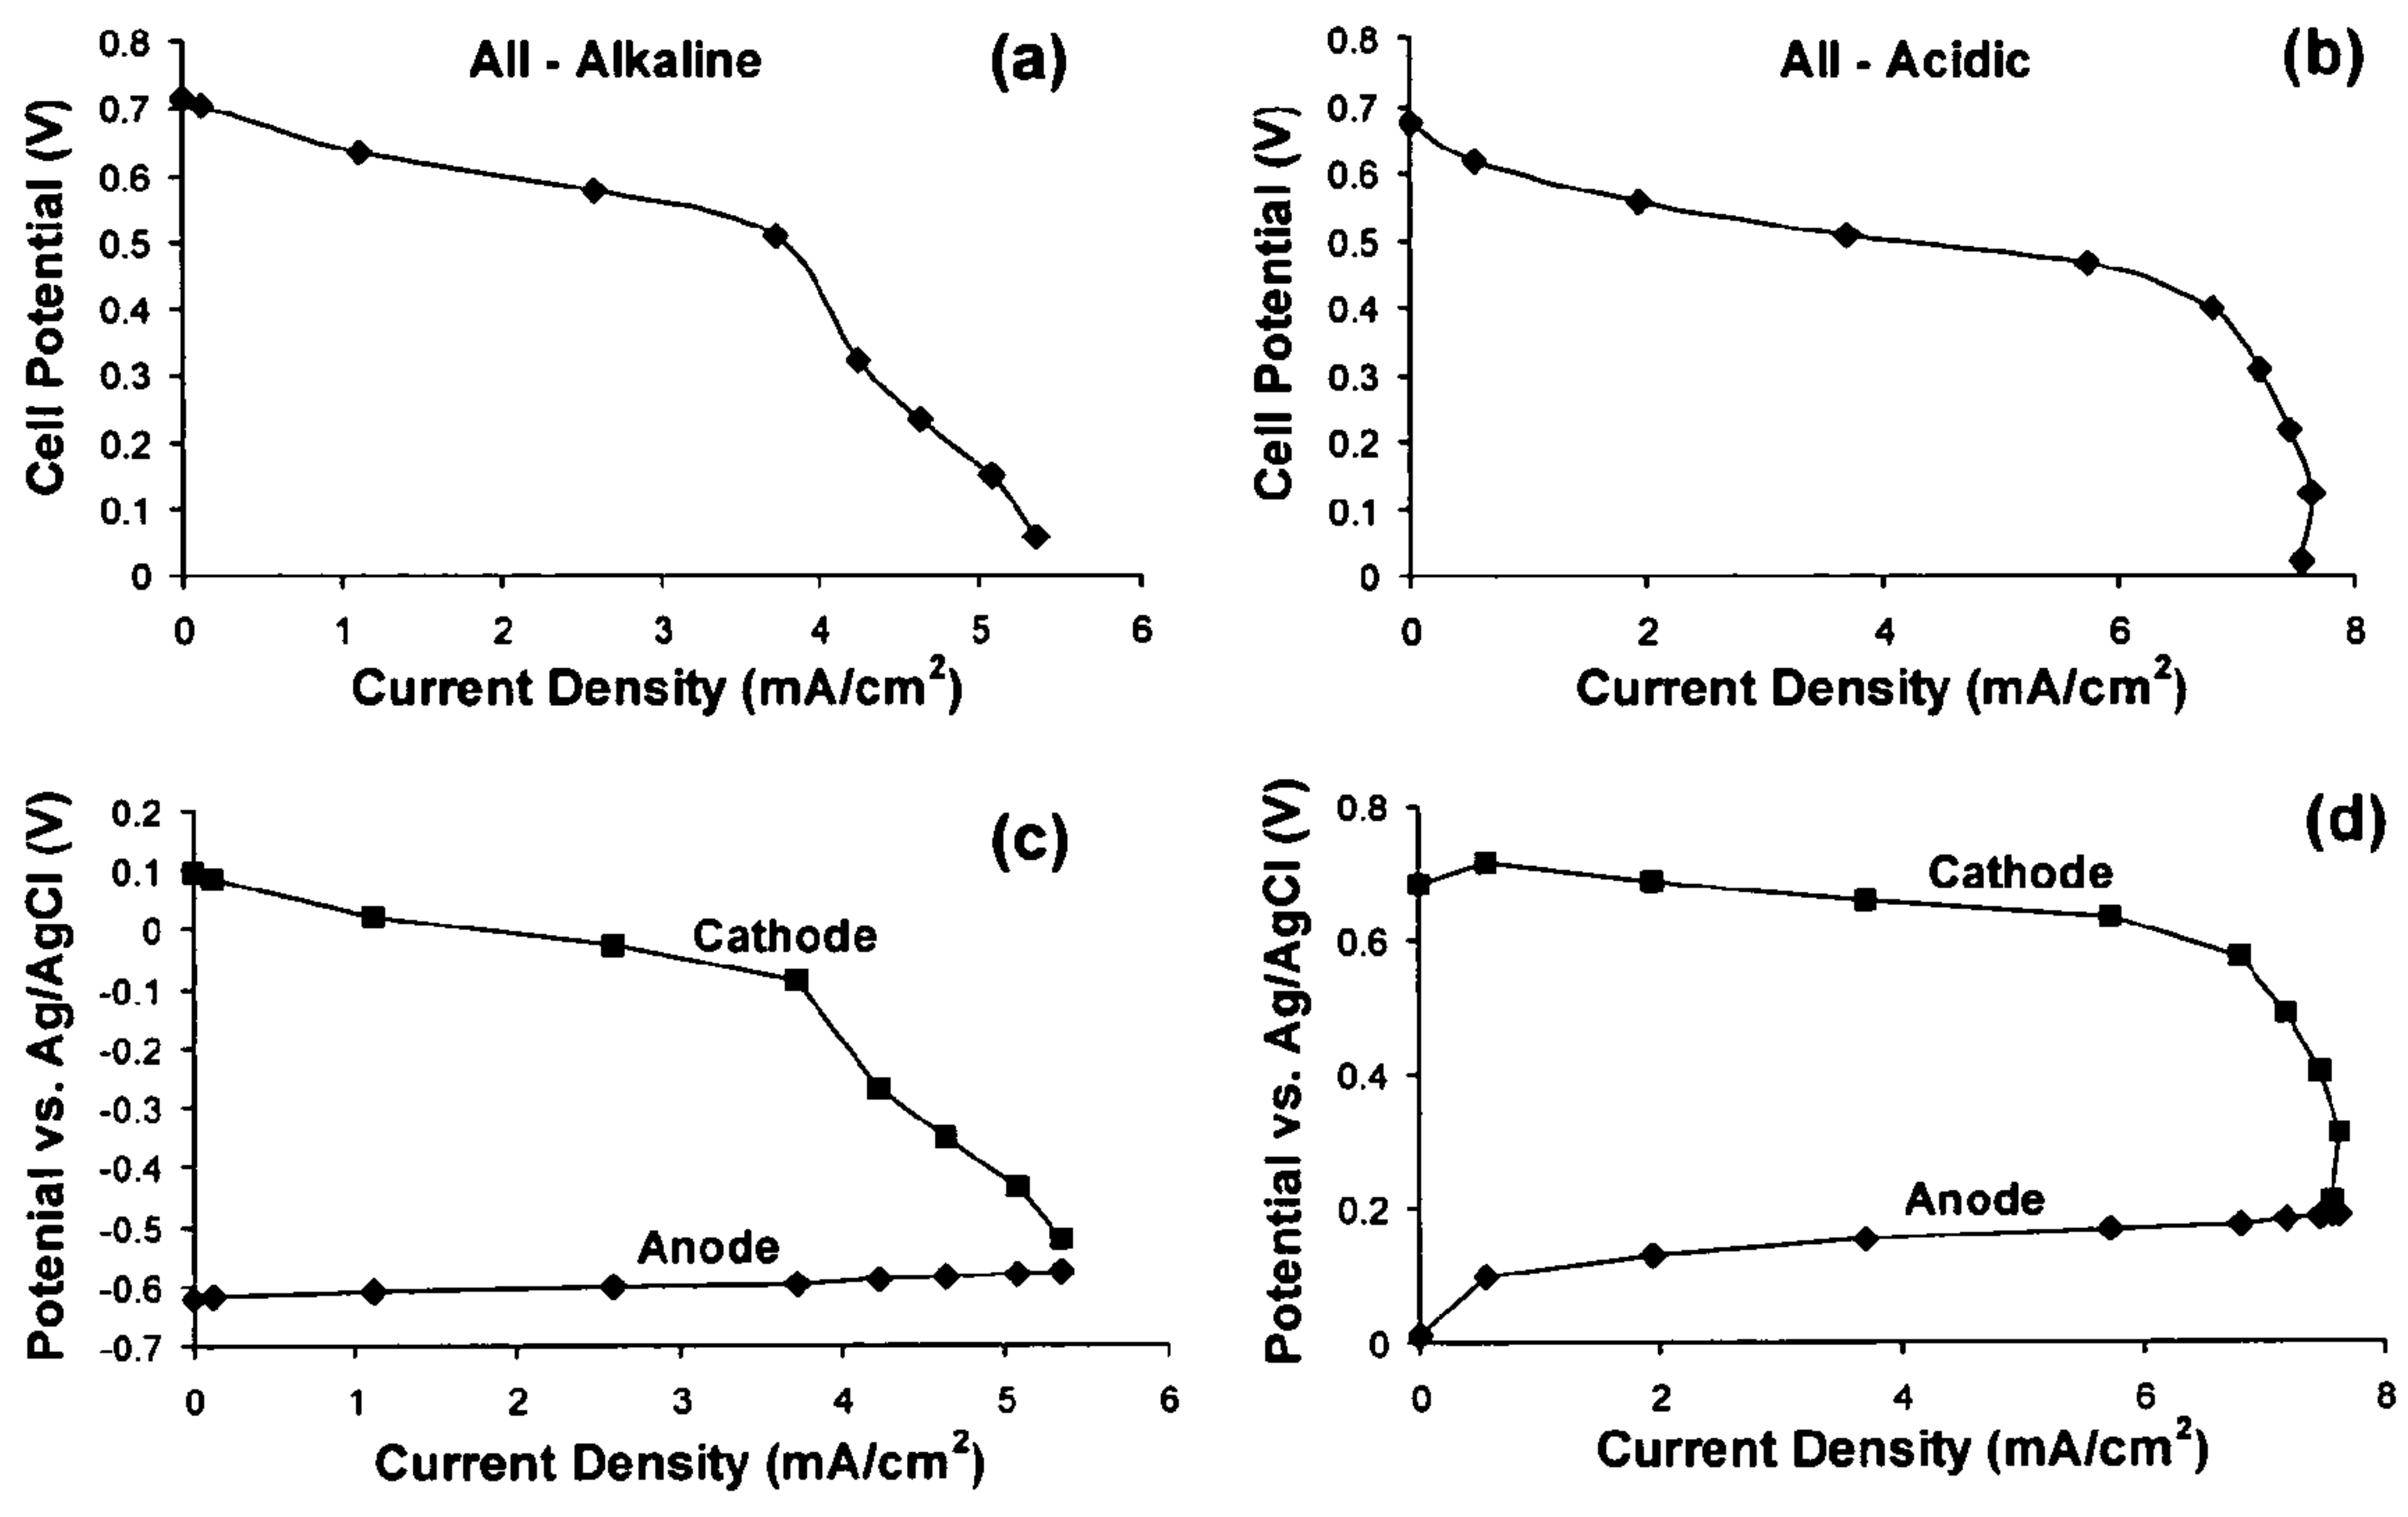 All - Alkaline
(a)
Cell Potential (V)
0.8
0.7
0.6
0.5
0.4
0.3
0.2
0.1
0
0 1 2 3 4 5 6
Current Density (mA/cm²)
All - Acidic
(b)
Cell Potential (V)
0.8
0.7
0.6
0.5
0.4
0.3
0.2
0.1
0
0 2 4 6 8
Current Density (mA/cm²)
(c)
Potenial vs. Ag/AgCl (V)
0.2
0.1
0
-0.1
-0.2
-0.3
-0.4
-0.5
-0.6
-0.7
Cathode
Anode
0 1 2 3 4 5 6
Current Density (mA/cm²)
(d)
Potential vs. Ag/AgCl (V)
0.8
0.6
0.4
0.2
0
Cathode
Anode
0 2 4 6 8
Current Density (mA/cm²)